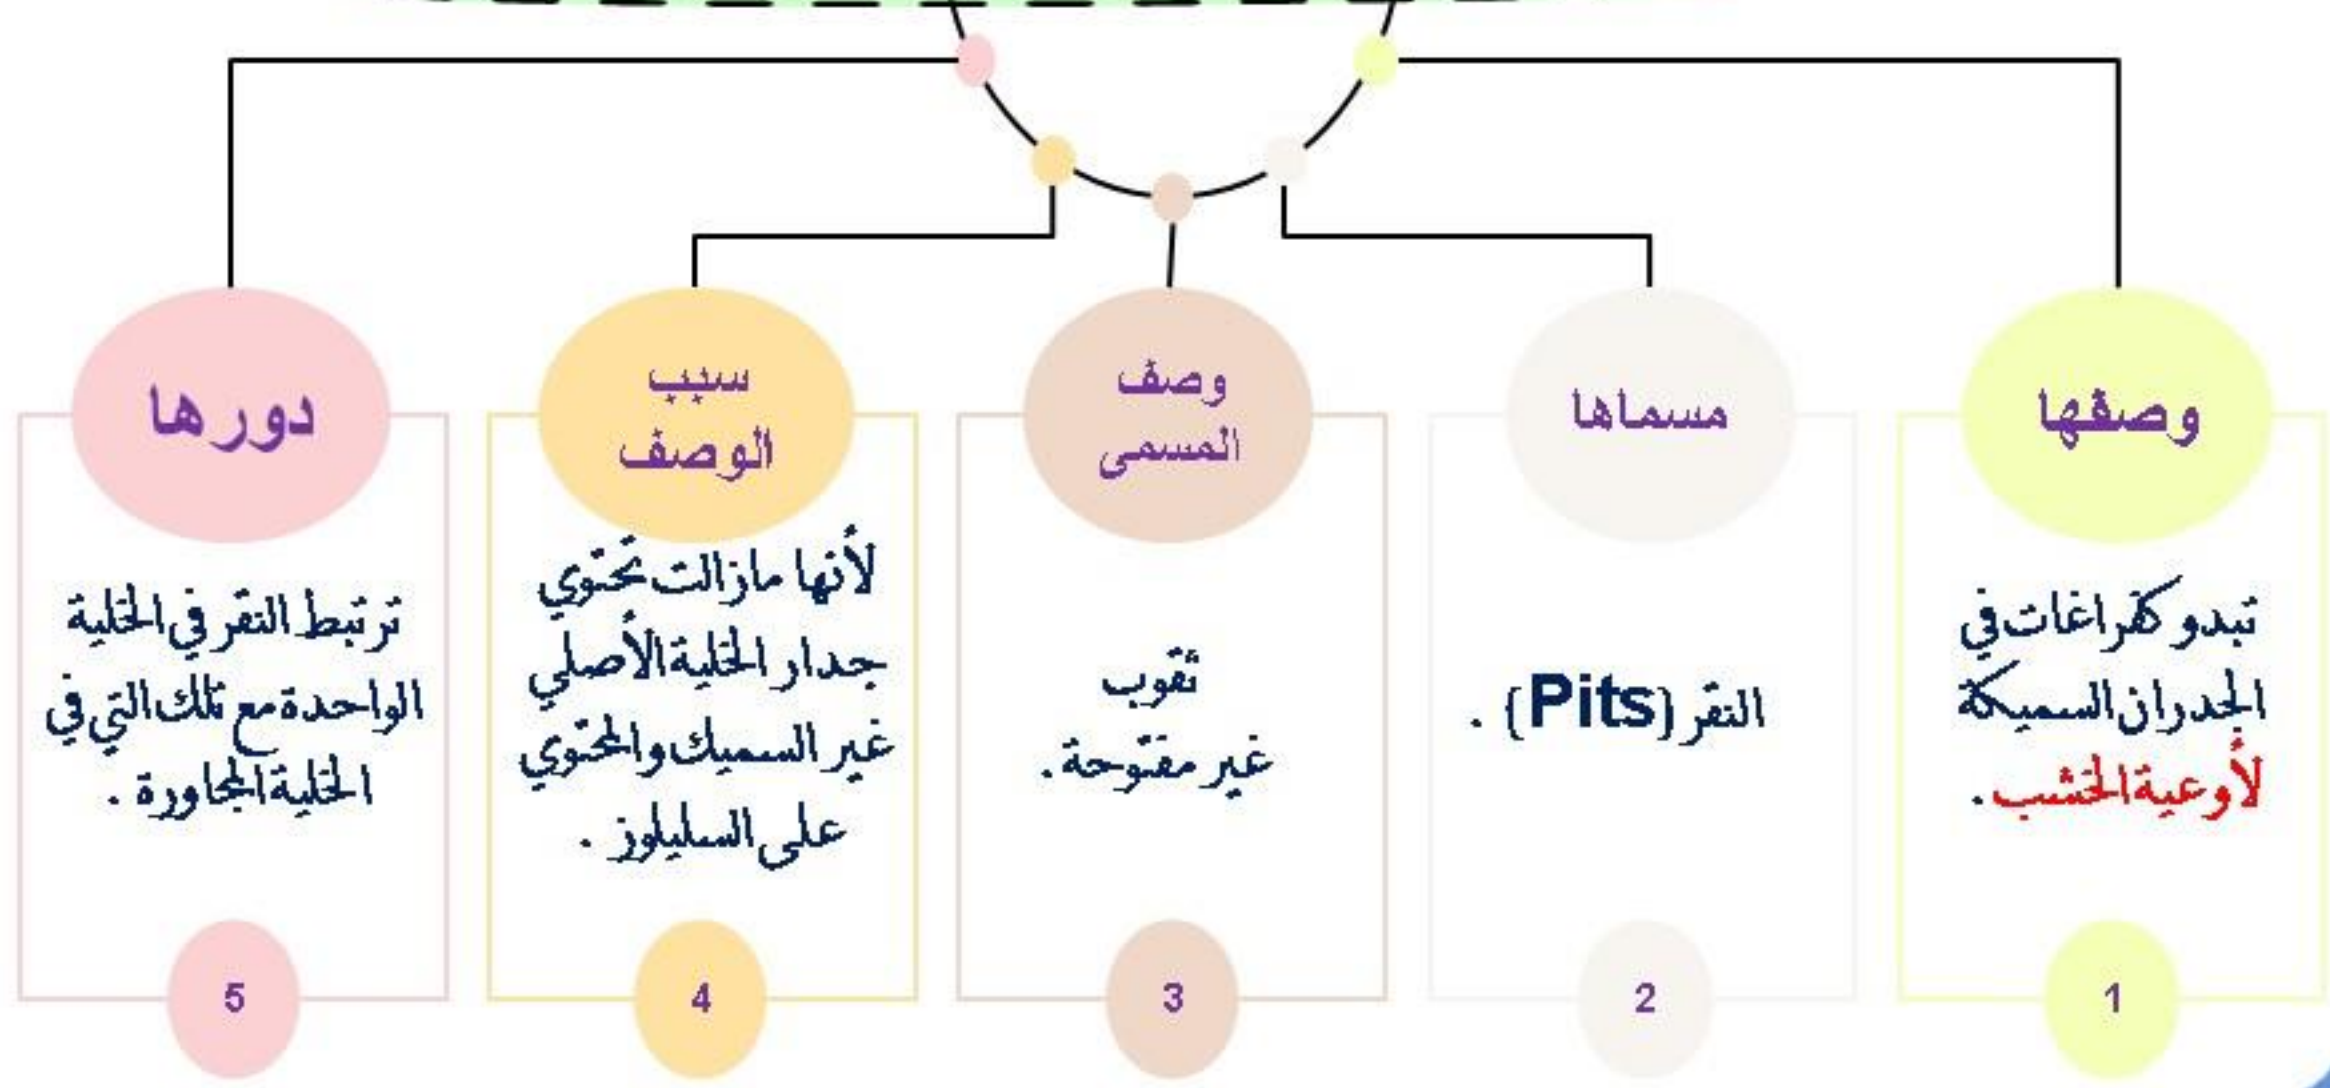 وصفها
تبدو كفراغات في
الجدران السميكة
لأوعية الخشب.
1
مسماها
النقر (Pits) .
2
وصف
المسمى
ثقوب
غير مفتوحة.
3
سبب
الوصف
لأنها مازالت تحتوي
جدار الخلية الأصلي
غير السميك والمحتوي
على السليلوز .
4
دورها
ترتبط النقر في الخلية
الواحدة مع تلك التي في
الخلية المجاورة .
5